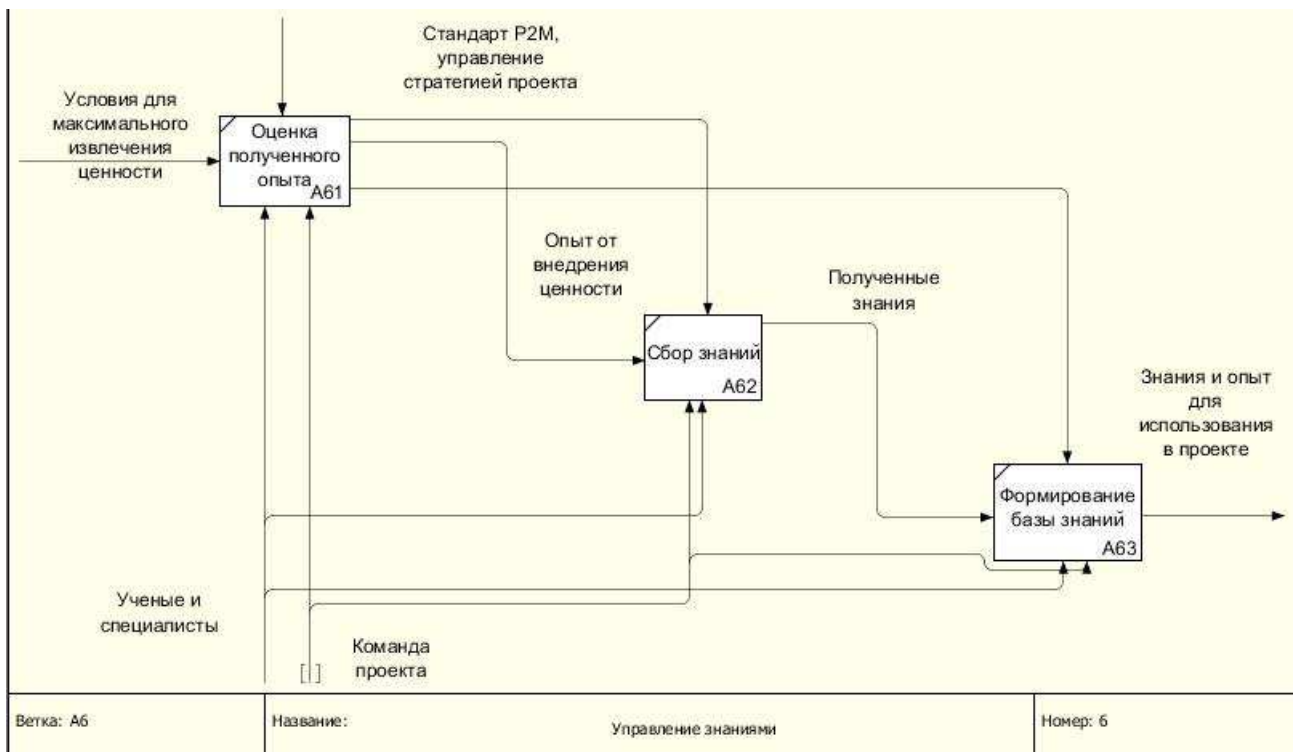 Стандарт P2M,
управление
стратегией проекта
Условия для
максимального
извлечения
ценности
Оценка
полученного
опыта
A61
Опыт от
внедрения
ценности
Полученные
знания
Сбор знаний
A62
Знания и опыт
для
использования
в проекте
Формирование
базы знаний
A63
Ученые и
специалисты
Команда
проекта
Ветка: A6
Название:
Управление знаниями
Номер: 6